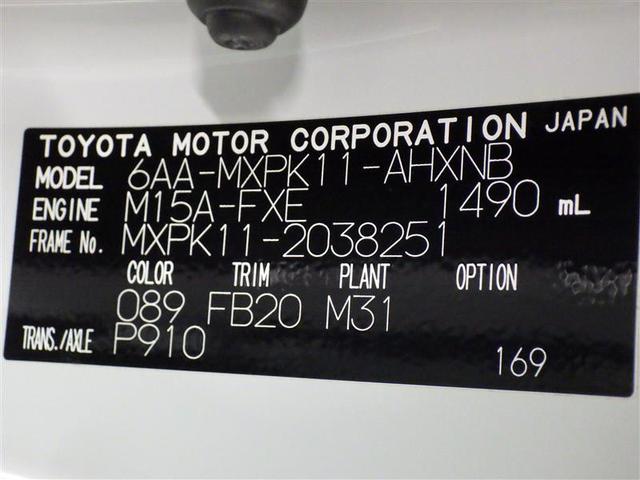 TOYOTA MOTOR CORPORATION JAPAN
MODEL 6AA-MXPK11-AHXNB
ENGINE M15A-FXE 1490 mL
FRAME No. MXPK11-2038251
COLOR TRIM PLANT OPTION
089 FB20 M31
TRANS./AXLE P910
169